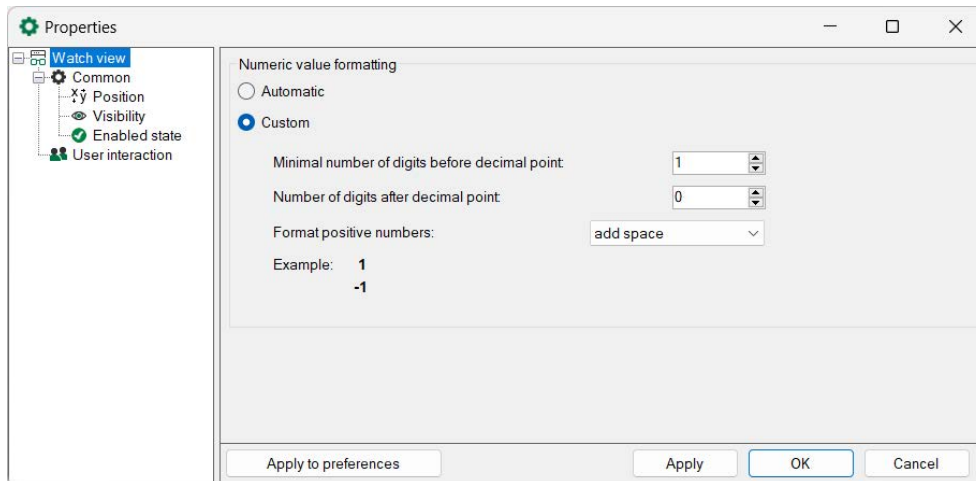 Properties
Watch view
Common
Position
Visibility
Enabled state
User interaction
Numeric value formatting
Automatic
Custom
Minimal number of digits before decimal point: 1
Number of digits after decimal point: 0
Format positive numbers: add space
Example: 1
-1
Apply to preferences Apply OK Cancel